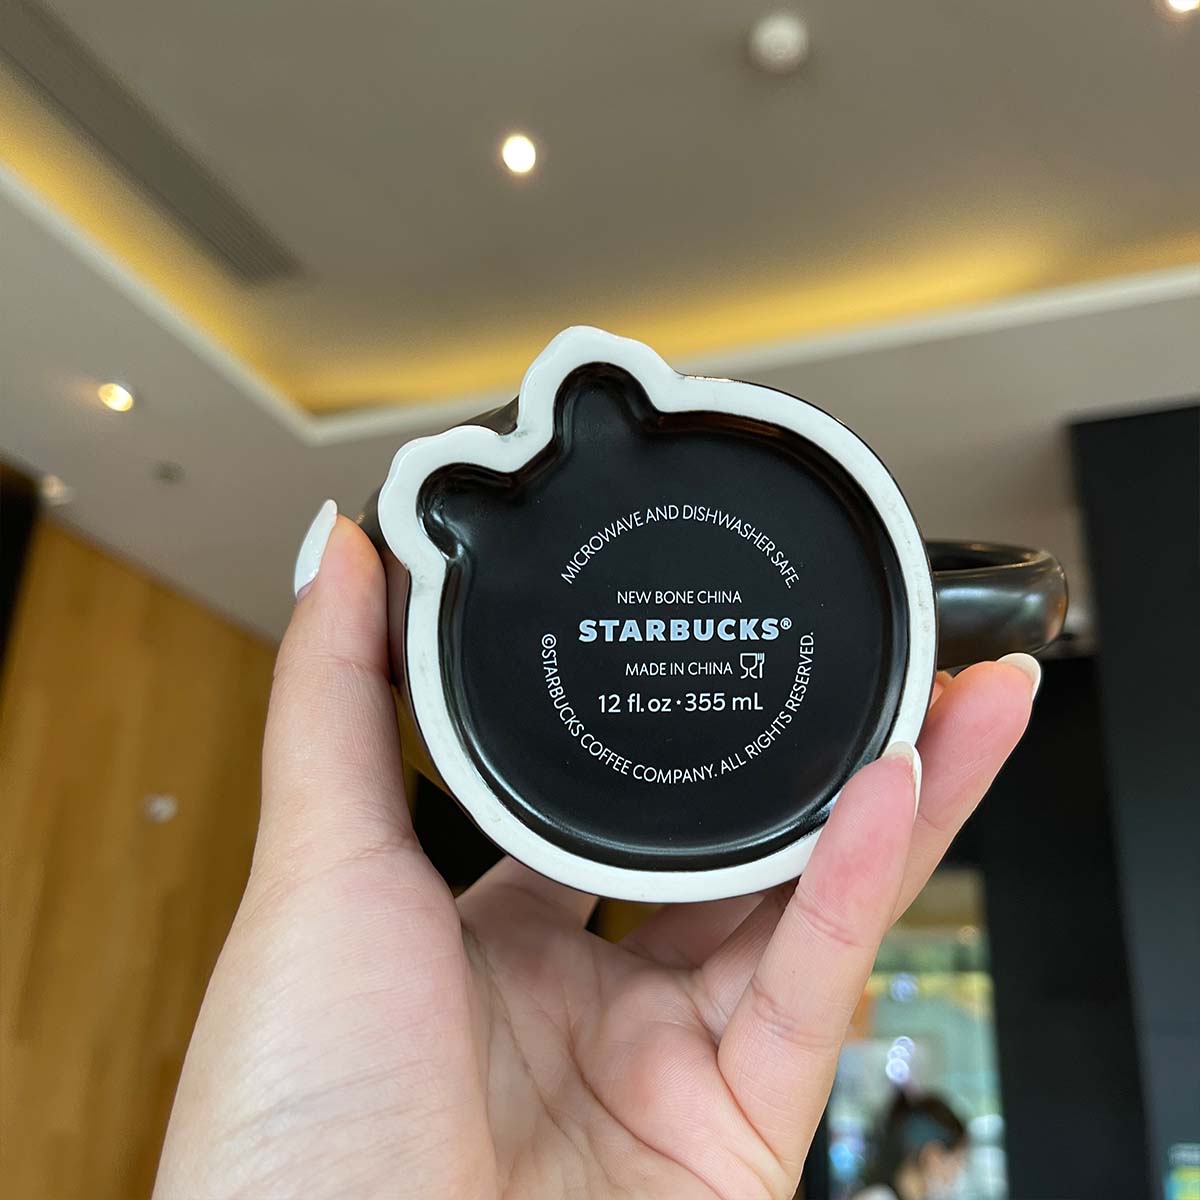 MICROWAVE AND DISHWASHER SAFE.
NEW BONE CHINA
STARBUCKS®
MADE IN CHINA
12 fl. oz · 355 mL
©STARBUCKS COFFEE COMPANY. ALL RIGHTS RESERVED.